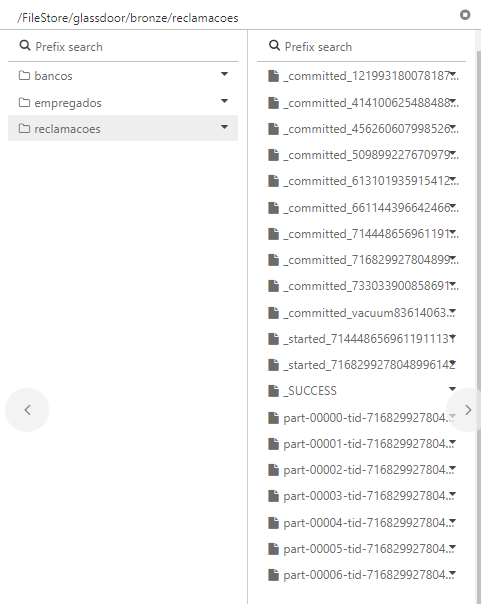 /FileStore/glassdoor/bronze/reclamacoes
Prefix search
bancos
empregados
reclamacoes
Prefix search
_committed_121993180078187...
_committed_414100625488488...
_committed_456260607998526...
_committed_509899227670979...
_committed_613101935915412...
_committed_661144396642466...
_committed_714448656961191...
_committed_716829927804899...
_committed_733033900858691...
_committed_vacuum83614063...
_started_7144486569611911131
_started_7168299278048996142
_SUCCESS
part-00000-tid-716829927804...
part-00001-tid-716829927804...
part-00002-tid-716829927804...
part-00003-tid-716829927804...
part-00004-tid-716829927804...
part-00005-tid-716829927804...
part-00006-tid-716829927804...